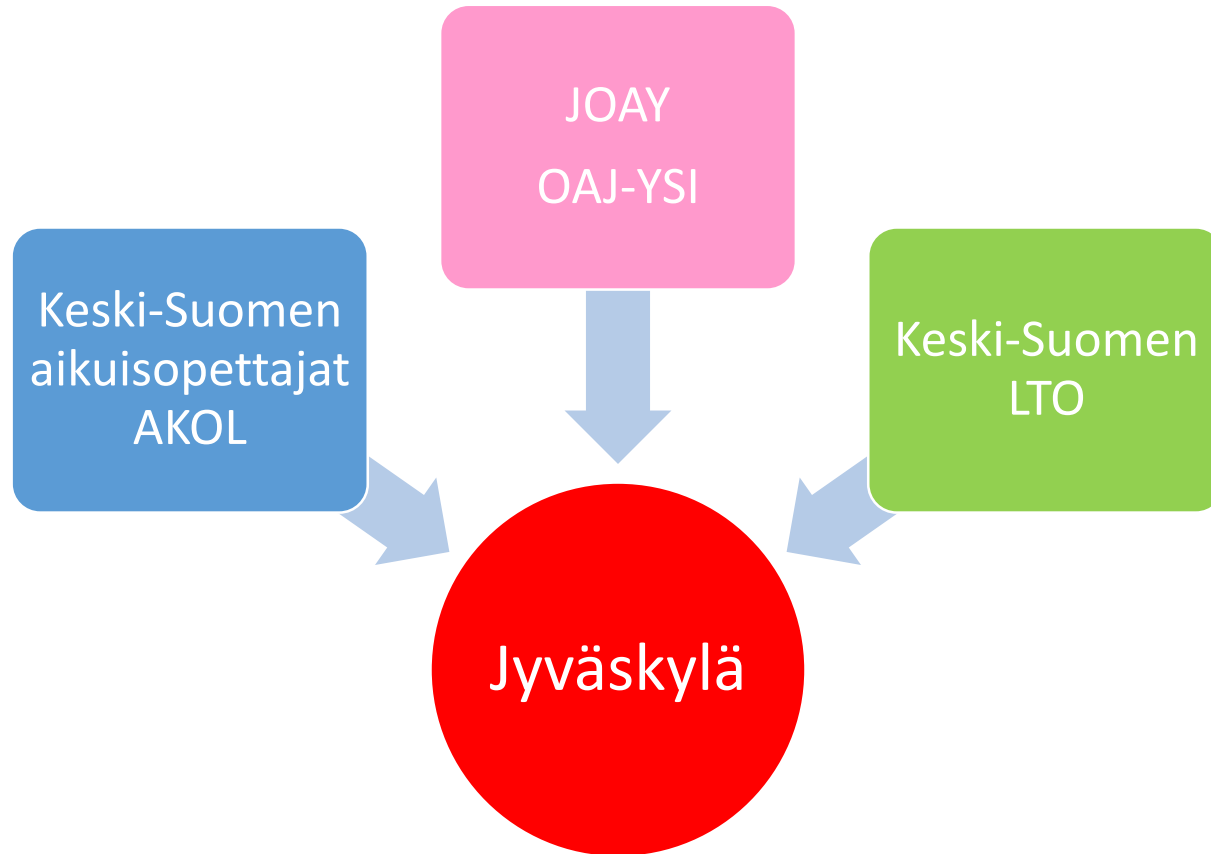 JOAY
OAJ-YSI
Keski-Suomen
aikuisopettajat
AKOL
Keski-Suomen
LTO
Jyväskylä